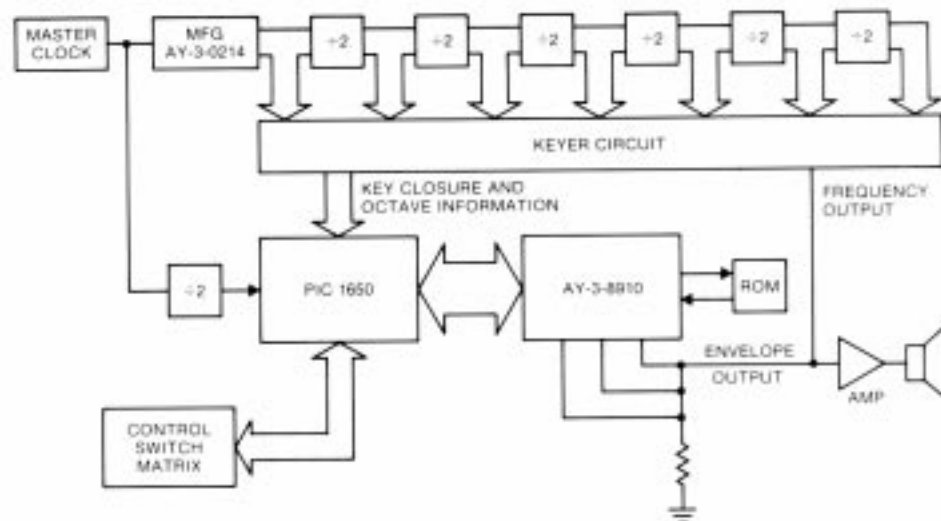 MASTER
CLOCK
MFG
AY-3-0214
÷2
÷2
÷2
÷2
÷2
÷2
KEYER CIRCUIT
KEY CLOSURE AND
OCTAVE INFORMATION
FREQUENCY
OUTPUT
÷2
PIC 1650
AY-3-8910
ROM
ENVELOPE
OUTPUT
AMP
CONTROL
SWITCH
MATRIX